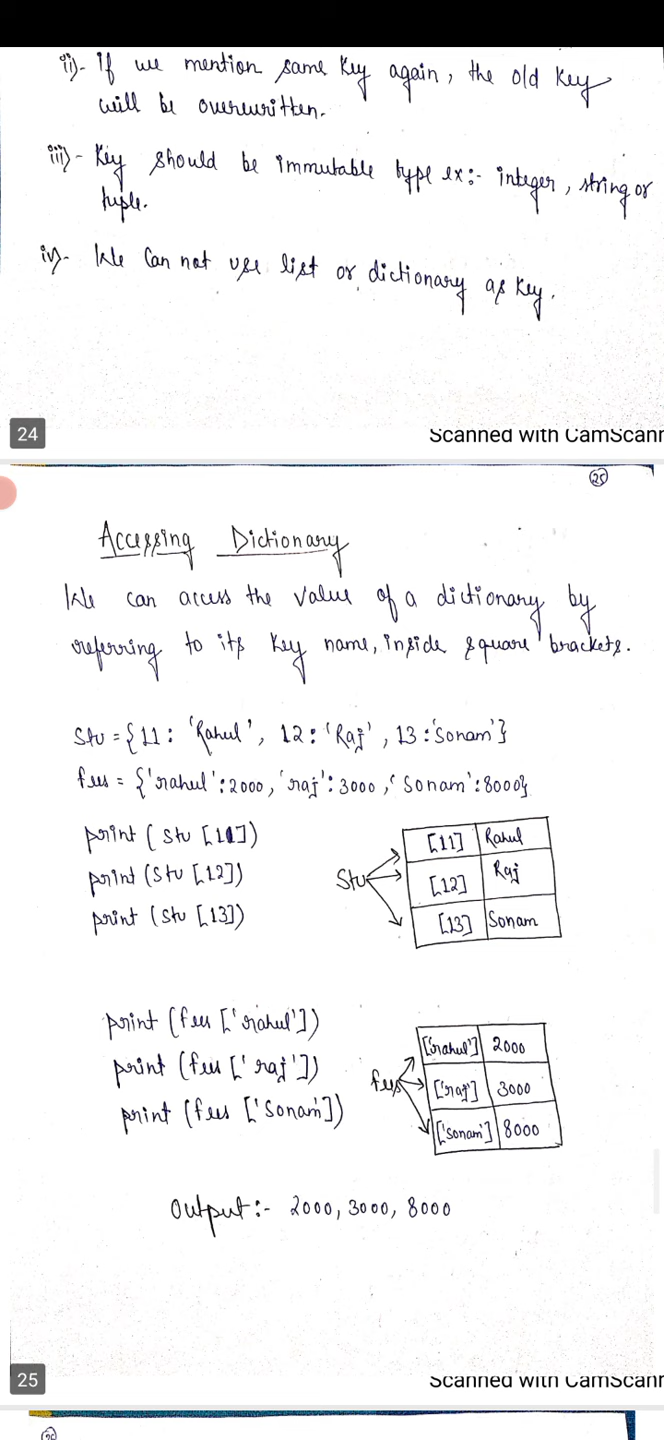 ii)- If we mention same key again, the old key
will be overwritten.
iii)- Key should be immutable type ex:- integer, string or
tuple.
iv)- We Can not use list or dictionary as key.
24
Scanned with CamScann
25
Accessing Dictionary
We can access the value of a dictionary by
referring to its key name, inside square brackets.
Stu = {11: 'Rahul', 12: 'Raj', 13: 'Sonam'}
fees = {'rahul': 2000, 'raj': 3000, 'Sonam': 8000}
print (Stu [11])
print (Stu [12])
print (Stu [13])
Stu
[11] Rahul
[12] Raj
[13] Sonam
print (fees ['rahul'])
print (fees ['raj'])
print (fees ['Sonam'])
fees
['rahul'] 2000
['raj'] 3000
['sonam'] 8000
Output:- 2000, 3000, 8000
25
Scanned with CamScann